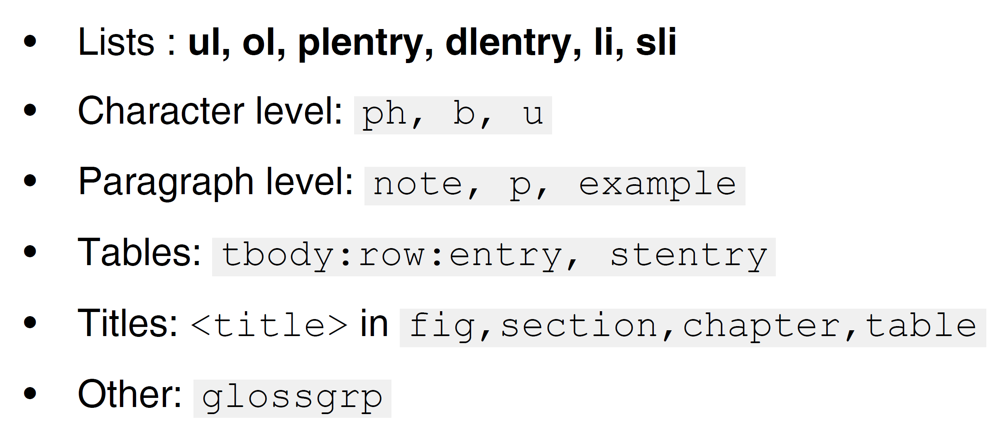 • Lists : ul, ol, plentry, dlentry, li, sli
• Character level: ph, b, u
• Paragraph level: note, p, example
• Tables: tbody:row:entry, stentry
• Titles: <title> in fig,section,chapter,table
• Other: glossgrp